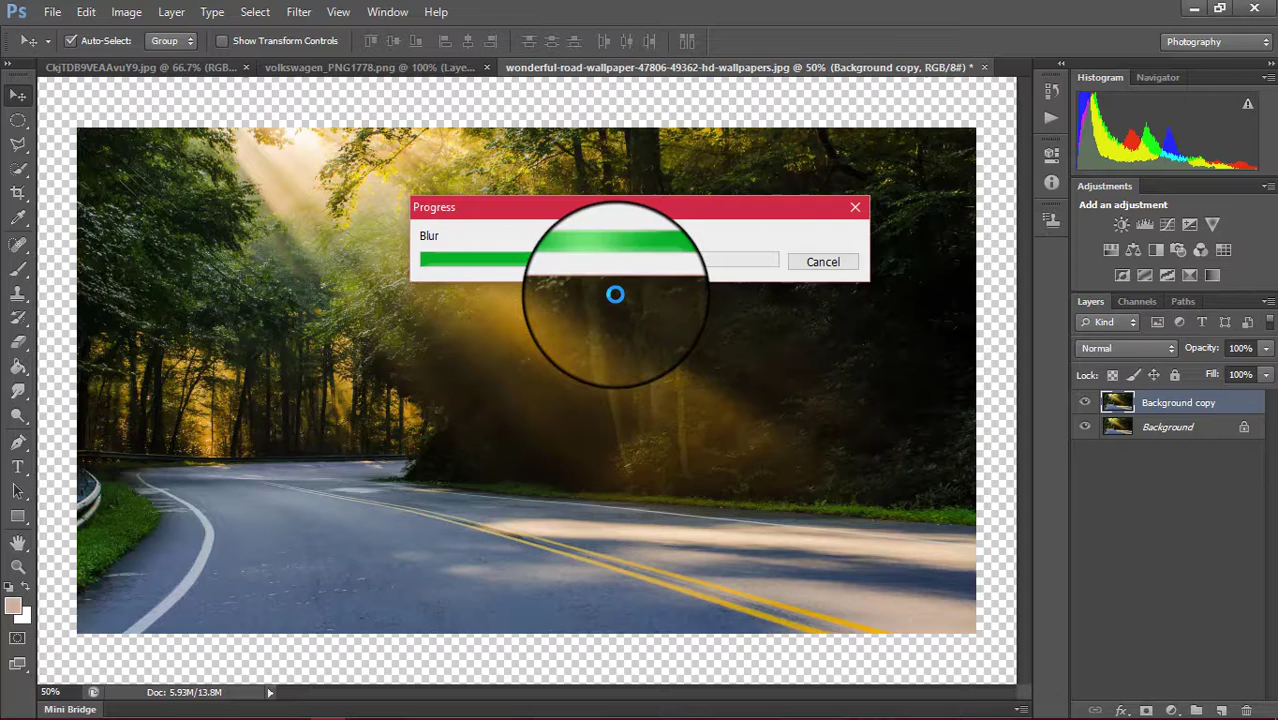 Ps File Edit Image Layer Type Select Filter View Window Help
Auto-Select: Group Show Transform Controls Photography
CkjTDB9VEAAvuY9.jpg @ 66.7% (RGB... × volkswagen_PNG1778.png @ 100% (Laye... × wonderful-road-wallpaper-47806-49362-hd-wallpapers.jpg @ 50% (Background copy, RGB/8#) * ×
Histogram Navigator
Adjustments
Add an adjustment
Progress
Blur
Cancel
Layers Channels Paths
Kind
Normal Opacity: 100%
Lock: Fill: 100%
Background copy
Background
50% Doc: 5.93M/13.8M
Mini Bridge